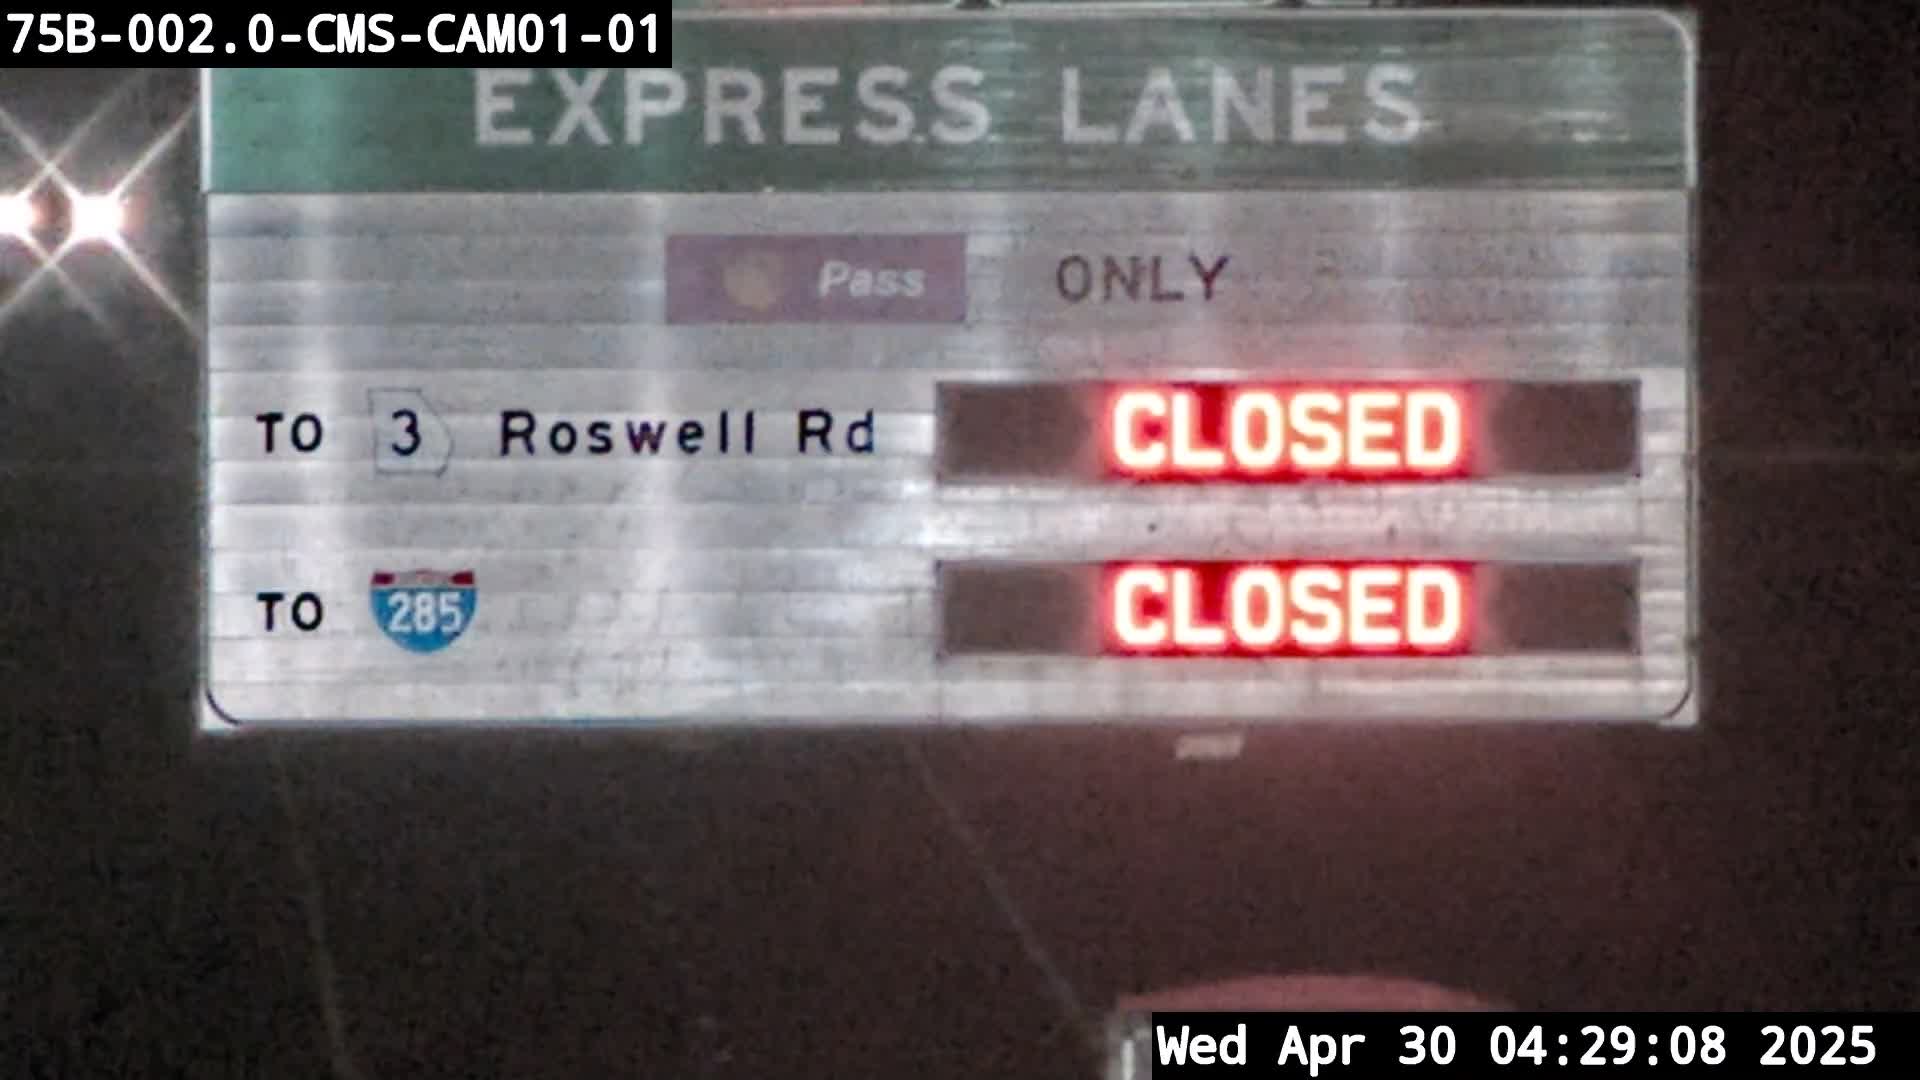 75B-002.0-CMS-CAM01-01
EXPRESS LANES
Pass ONLY
TO 3 Roswell Rd CLOSED
TO 285 CLOSED
Wed Apr 30 04:29:08 2025